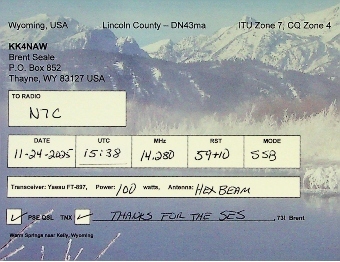 Wyoming, USA Lincoln County – DN43ma ITU Zone 7, CQ Zone 4
KK4NAW
Brent Seale
P.O. Box 852
Thayne, WY 83127 USA
TO RADIO
N7C
DATE UTC MHz RST MODE
11-24-2025 15:38 14.280 59+10 SSB
Transceiver: Yaesu FT-897, Power: 100 watts, Antenna: HEX BEAM
PSE QSL TNX THANKS FOR THE SES , 73! Brent
Warm Springs near Kelly, Wyoming